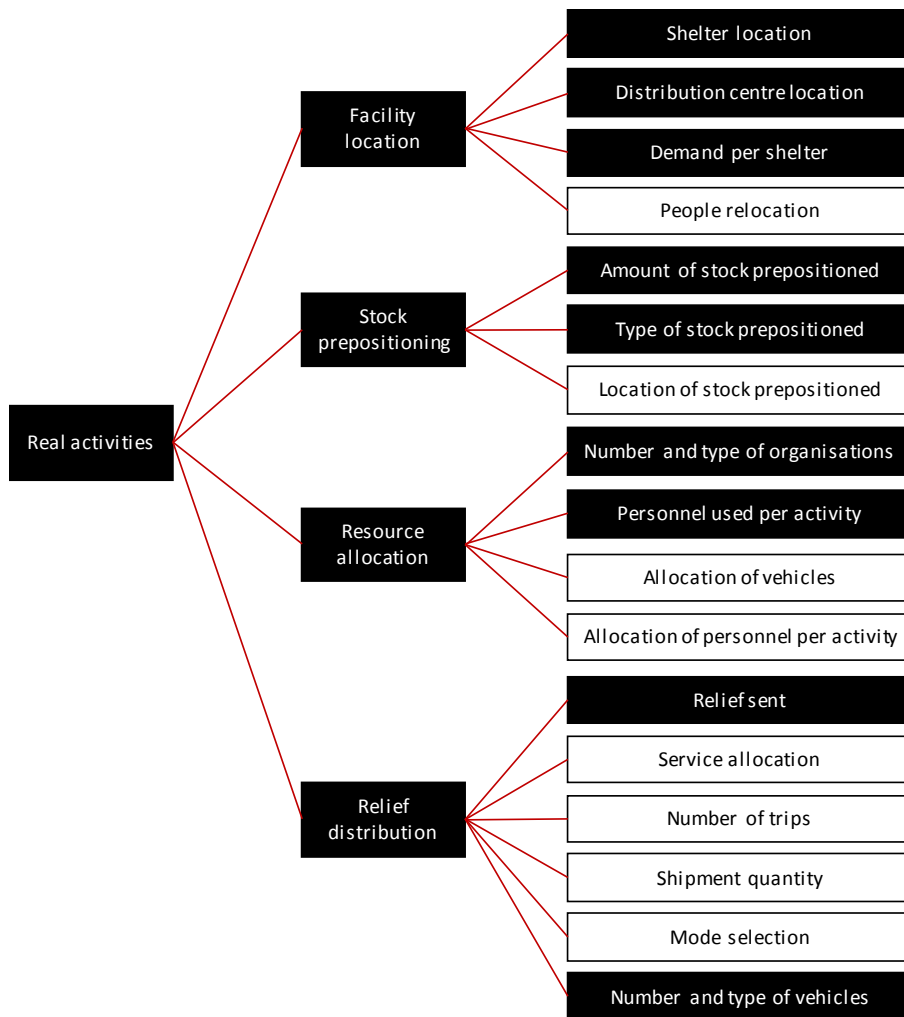 Shelter location
Distribution centre location
Facility
location
Demand per shelter
People relocation
Amount of stock prepositioned
Stock
prepositioning
Type of stock prepositioned
Location of stock prepositioned
Real activities
Number and type of organisations
Personnel used per activity
Resource
allocation
Allocation of vehicles
Allocation of personnel per activity
Relief sent
Service allocation
Relief
distribution
Number of trips
Shipment quantity
Mode selection
Number and type of vehicles